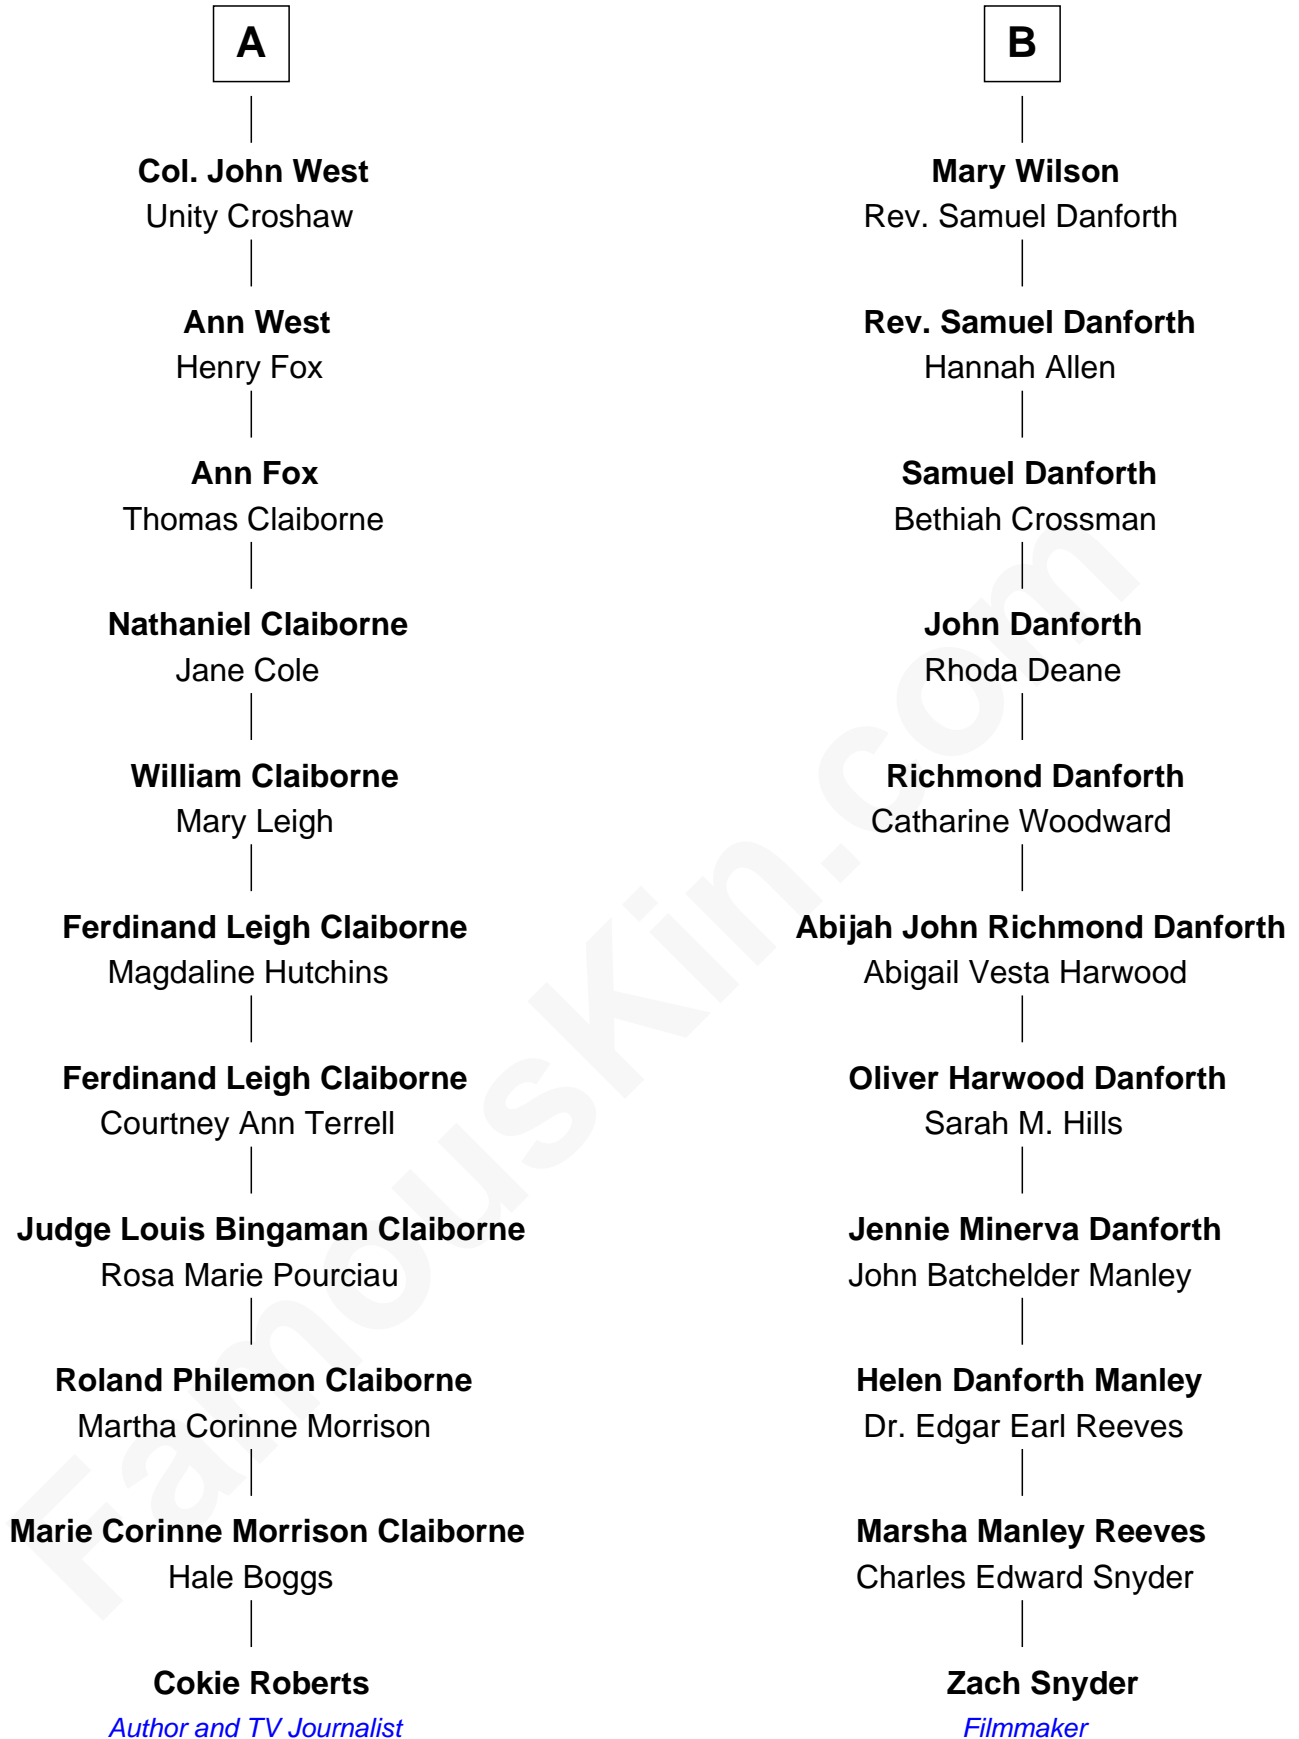 A
Col. John West
Unity Croshaw
Ann West
Henry Fox
Ann Fox
Thomas Claiborne
Nathaniel Claiborne
Jane Cole
William Claiborne
Mary Leigh
Ferdinand Leigh Claiborne
Magdaline Hutchins
Ferdinand Leigh Claiborne
Courtney Ann Terrell
Judge Louis Bingaman Claiborne
Rosa Marie Pourciau
Roland Philemon Claiborne
Martha Corinne Morrison
Marie Corinne Morrison Claiborne
Hale Boggs
Cokie Roberts
Author and TV Journalist
B
Mary Wilson
Rev. Samuel Danforth
Rev. Samuel Danforth
Hannah Allen
Samuel Danforth
Bethiah Crossman
John Danforth
Rhoda Deane
Richmond Danforth
Catharine Woodward
Abijah John Richmond Danforth
Abigail Vesta Harwood
Oliver Harwood Danforth
Sarah M. Hills
Jennie Minerva Danforth
John Batchelder Manley
Helen Danforth Manley
Dr. Edgar Earl Reeves
Marsha Manley Reeves
Charles Edward Snyder
Zach Snyder
Filmmaker
FamousKin.com